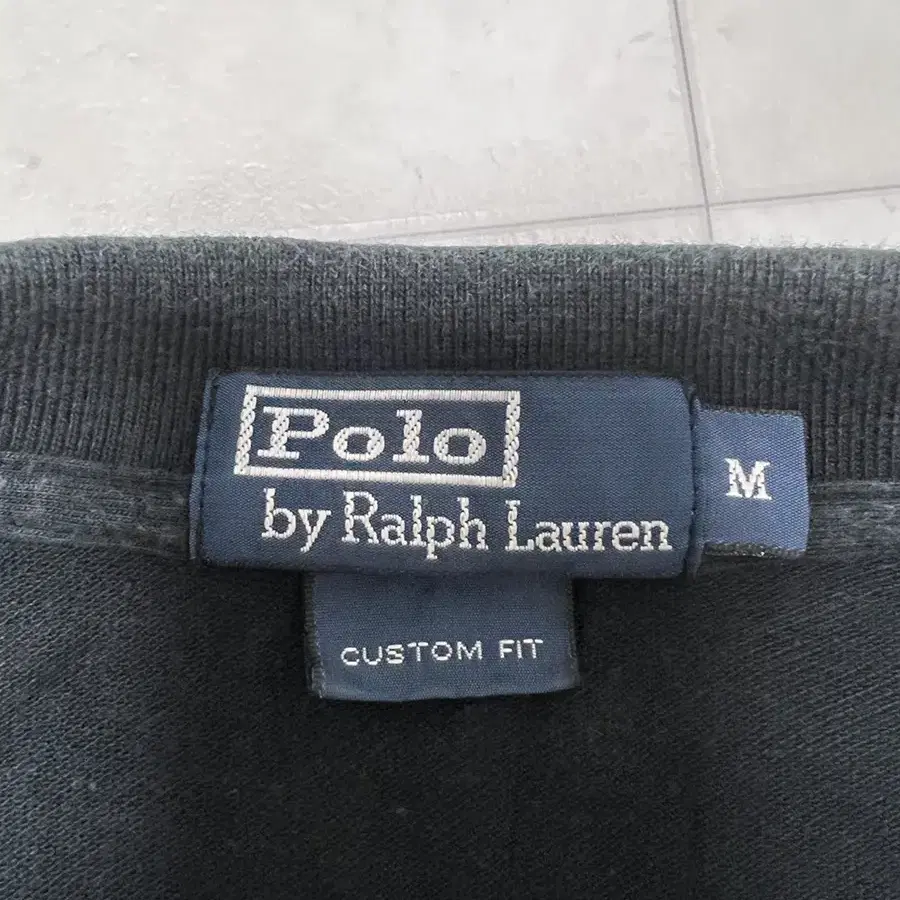 Polo
by Ralph Lauren
M
CUSTOM FIT